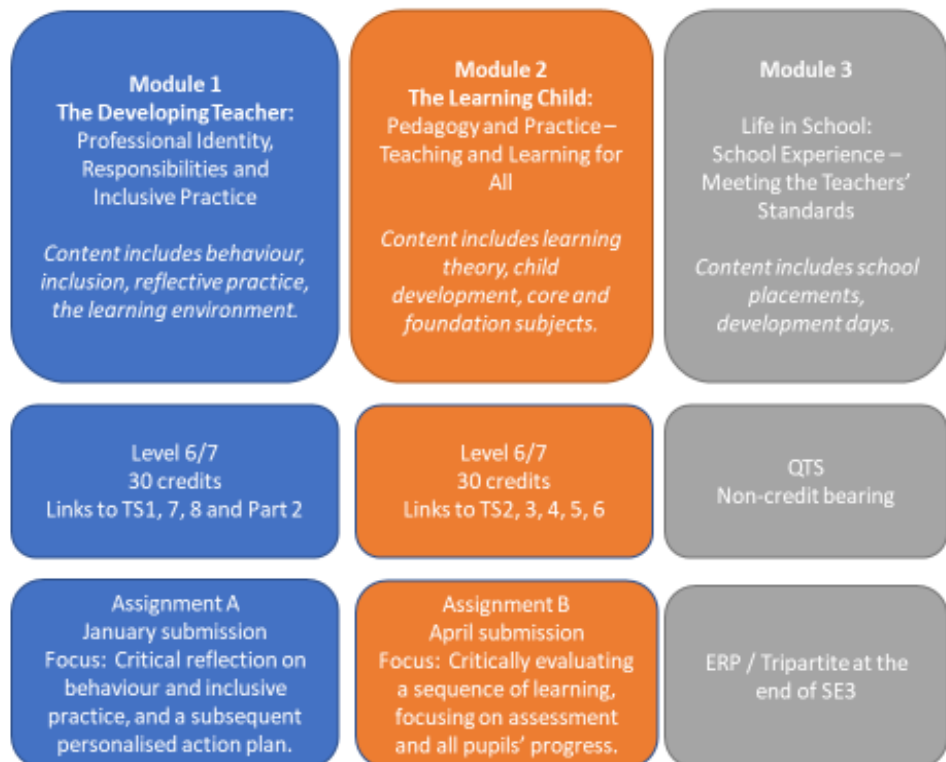 Module 1
The Developing Teacher:
Professional Identity,
Responsibilities and
Inclusive Practice
Content includes behaviour,
inclusion, reflective practice,
the learning environment.
Module 2
The Learning Child:
Pedagogy and Practice –
Teaching and Learning for
All
Content includes learning
theory, child
development, core and
foundation subjects.
Module 3
Life in School:
School Experience –
Meeting the Teachers'
Standards
Content includes school
placements,
development days.
Level 6/7
30 credits
Links to TS1, 7, 8 and Part 2
Level 6/7
30 credits
Links to TS2, 3, 4, 5, 6
QTS
Non-credit bearing
Assignment A
January submission
Focus: Critical reflection on
behaviour and inclusive
practice, and a subsequent
personalised action plan.
Assignment B
April submission
Focus: Critically evaluating
a sequence of learning,
focusing on assessment
and all pupils' progress.
ERP / Tripartite at the
end of SE3